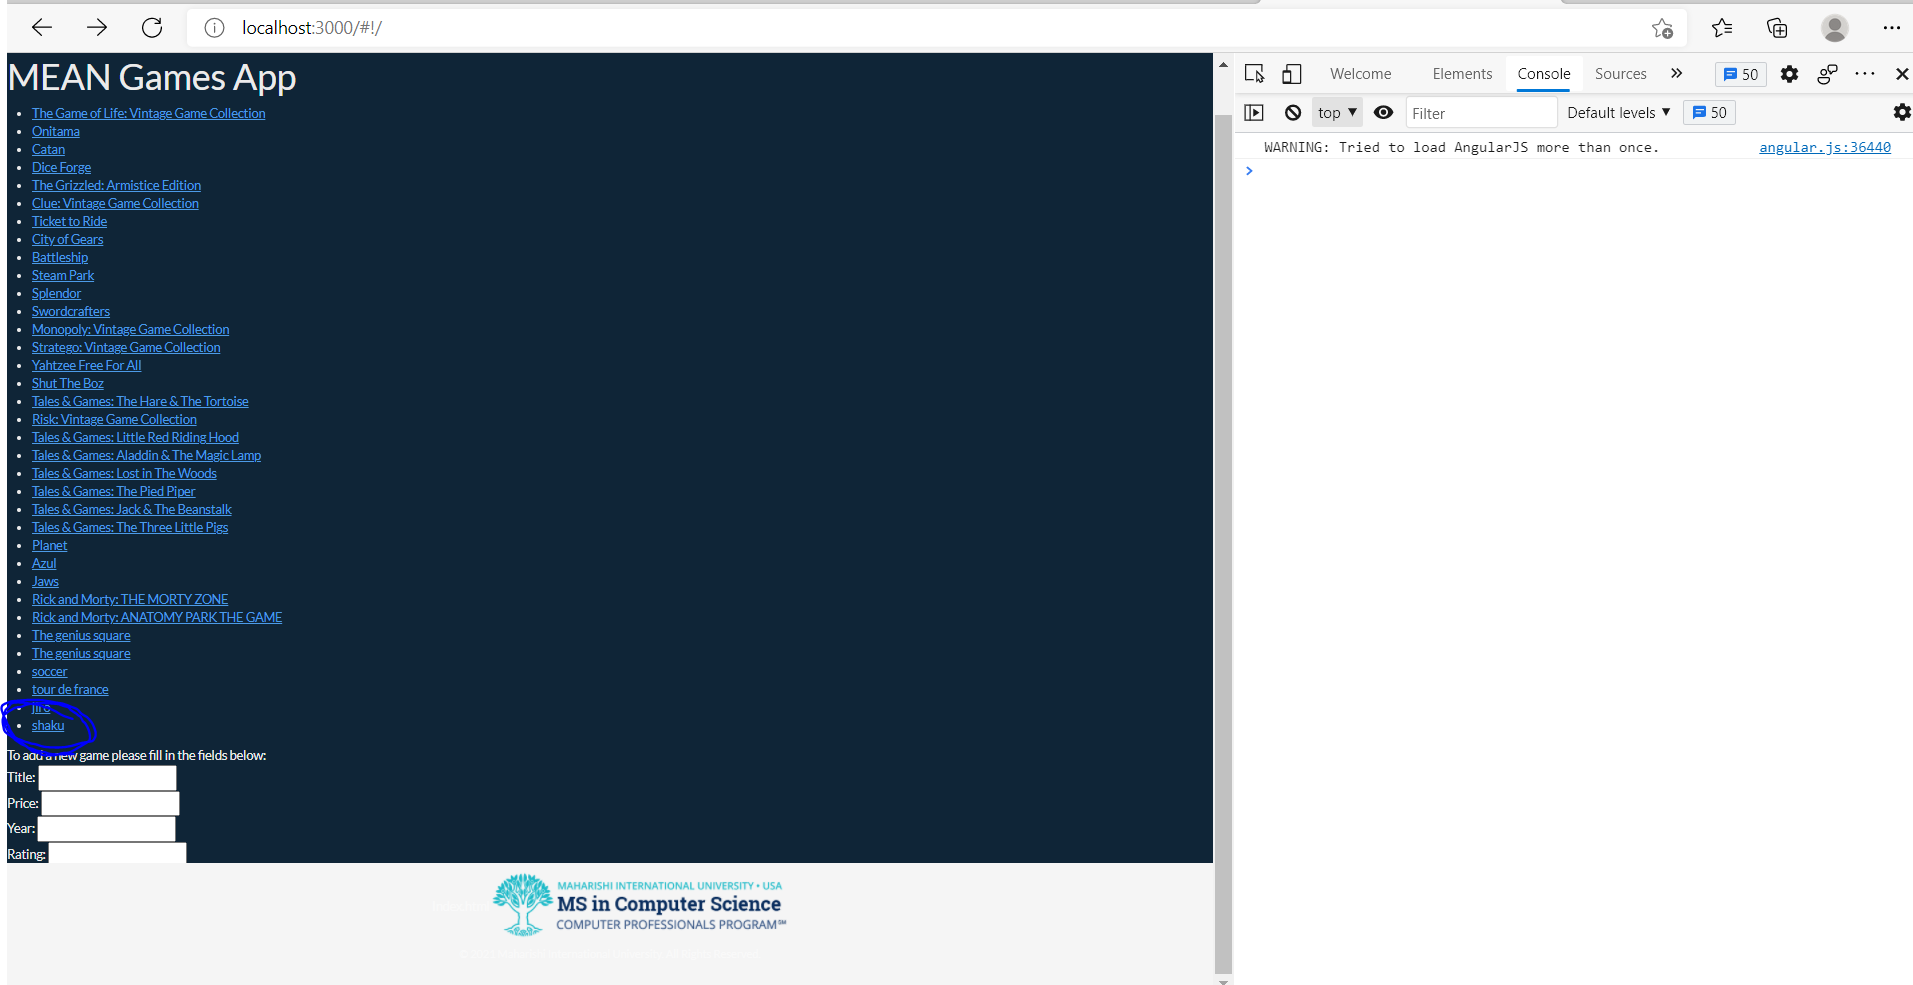 localhost:3000/#!/
MEAN Games App
The Game of Life: Vintage Game Collection
Onitama
Catan
Dice Forge
The Grizzled: Armistice Edition
Clue: Vintage Game Collection
Ticket to Ride
City of Gears
Battleship
Steam Park
Splendor
Swordcrafters
Monopoly: Vintage Game Collection
Stratego: Vintage Game Collection
Yahtzee Free For All
Shut The Boz
Tales & Games: The Hare & The Tortoise
Risk: Vintage Game Collection
Tales & Games: Little Red Riding Hood
Tales & Games: Aladdin & The Magic Lamp
Tales & Games: Lost in The Woods
Tales & Games: The Pied Piper
Tales & Games: Jack & The Beanstalk
Tales & Games: The Three Little Pigs
Planet
Azul
Jaws
Rick and Morty: THE MORTY ZONE
Rick and Morty: ANATOMY PARK THE GAME
The genius square
The genius square
soccer
tour de france
shaku
To add a new game please fill in the fields below:
Title:
Price:
Year:
Rating:
MAHARISHI INTERNATIONAL UNIVERSITY • USA
MS in Computer Science
COMPUTER PROFESSIONALS PROGRAM℠
Welcome Elements Console Sources » 50
top ▼ Filter Default levels ▼ 50
WARNING: Tried to load AngularJS more than once. angular.js:36440
>